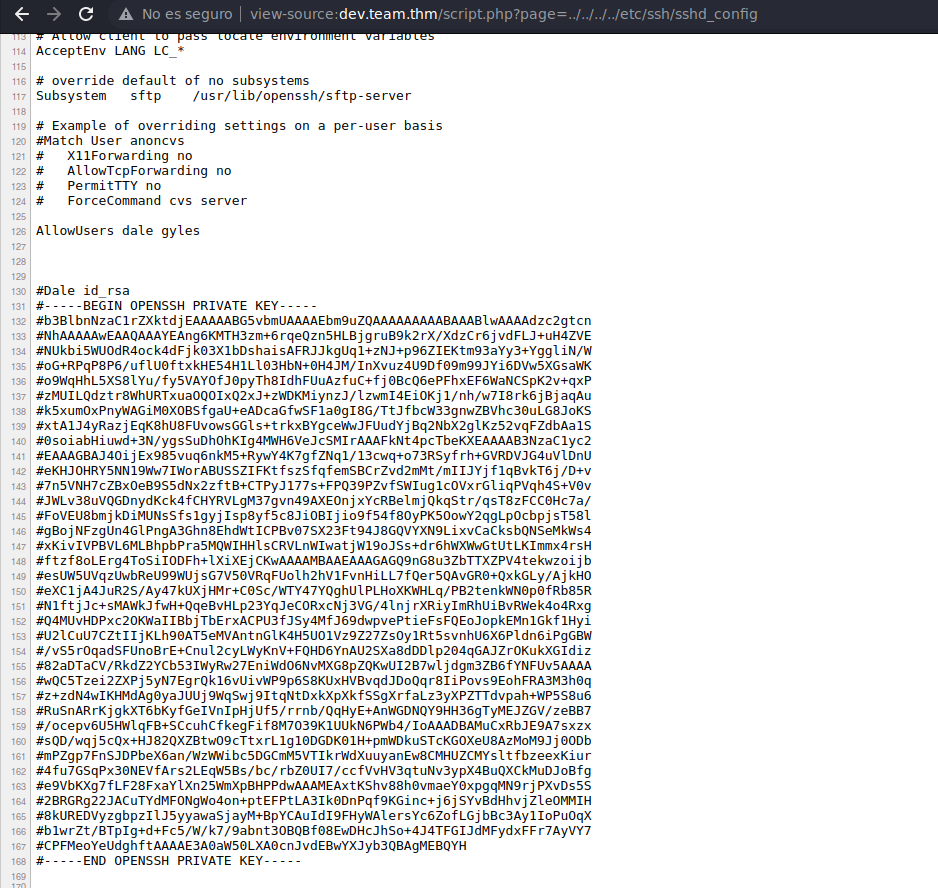 No es seguro | view-source:dev.team.thm/script.php?page=../../../../etc/ssh/sshd_config
113 # Allow client to pass locale environment variables
114 AcceptEnv LANG LC_*
115
116 # override default of no subsystems
117 Subsystem sftp /usr/lib/openssh/sftp-server
118
119 # Example of overriding settings on a per-user basis
120 #Match User anoncvs
121 # X11Forwarding no
122 # AllowTcpForwarding no
123 # PermitTTY no
124 # ForceCommand cvs server
125
126 AllowUsers dale gyles
127
128
129
130 #Dale id_rsa
131 #-----BEGIN OPENSSH PRIVATE KEY-----
132 #b3BlbnNzaC1rZXktdjEAAAAABG5vbmUAAAAEbm9uZQAAAAAAAAABAAABlwAAAAdzc2gtcn
133 #NhAAAAAwEAAQAAAYEAng6KMTH3zm+6rqeQzn5HLBjgruB9k2rX/XdzCr6jvdFLJ+uH4ZVE
134 #NUkbi5WUOdR4ock4dFjk03X1bDshaisAFRJJkgUq1+zNJ+p96ZIEKtm93aYy3+YggliN/W
135 #oG+RPqP8P6/uflU0ftxkHE54H1Ll03HbN+0H4JM/InXvuz4U9Df09m99JYi6DVw5XGsaWK
136 #o9WqHhL5XS8lYu/fy5VAYOfJ0pyTh8IdhFUuAzfuC+fj0BcQ6ePFhxEF6WaNCSpK2v+qxP
137 #zMUILQdztr8WhURTxuaOQOIxQ2xJ+zWDKMiynzJ/lzwmI4EiOKj1/nh/w7I8rk6jBjaqAu
138 #k5xumOxPnyWAGiM0XOBSfgaU+eADcaGfwSF1a0gI8G/TtJfbcW33gnwZBVhc30uLG8JoKS
139 #xtA1J4yRazjEqK8hU8FUvowsGGls+trkxBYgceWwJFUudYjBq2NbX2glKz52vqFZdbAa1S
140 #0soiabHiuwd+3N/ygsSuDhOhKIg4MWH6VeJcSMIrAAAFkNt4pcTbeKXEAAAAB3NzaC1yc2
141 #EAAAGBAJ4OijEx985vuq6nkM5+RywY4K7gfZNq1/13cwq+o73RSyfrh+GVRDVJG4uVlDnU
142 #eKHJOHRY5NN19Ww7IWorABUSSZIFKtfszSfqfemSBCrZvd2mMt/mIIJYjf1qBvkT6j/D+v
143 #7n5VNH7cZBxOeB9S5dNx2zftB+CTPyJ177s+FPQ39PZvfSWIug1cOVxrGliqPVqh4S+V0v
144 #JWLv38uVQGDnydKck4fCHYRVLgM37gvn49AXEOnjxYcRBelmjQkqStr/qsT8zFCC0Hc7a/
145 #FoVEU8bmjkDiMUNsSfs1gyjIsp8yf5c8JiOBIjio9f54f8OyPK5OowY2qgLpOcbpjsT58l
146 #gBojNFzgUn4GlPngA3Ghn8EhdWtICPBv07SX23Ft94J8GQVYXN9LixvCaCksbQNSeMkWs4
147 #xKivIVPBVL6MLBhpbPra5MQWIHHlsCRVLnWIwatjW19oJSs+dr6hWXWwGtUtLKImmx4rsH
148 #ftzf8oLErg4ToSiIODFh+lXiXEjCKwAAAAMBAAEAAAGAGQ9nG8u3ZbTTXZPV4tekwzoijb
149 #esUW5UVqzUwbReU99WUjsG7V50VRqFUolh2hV1FvnHiLL7fQer5QAvGR0+QxkGLy/AjkHO
150 #eXC1jA4JuR2S/Ay47kUXjHMr+C0Sc/WTY47YQghUlPLHoXKWHLq/PB2tenkWN0p0fRb85R
151 #N1ftjJc+sMAWkJfwH+QqeBvHLp23YqJeCORxcNj3VG/4lnjrXRiyImRhUiBvRWek4o4Rxg
152 #Q4MUvHDPxc2OKWaIIBbjTbErxACPU3fJSy4MfJ69dwpvePtieFsFQEoJopkEMn1Gkf1Hyi
153 #U2lCuU7CZtIIjKLh90AT5eMVAntnGlK4H5UO1Vz9Z27ZsOy1Rt5svnhU6X6Pldn6iPgGBW
154 #/vS5rOqadSFUnoBrE+Cnul2cyLWyKnV+FQHD6YnAU2SXa8dDDlp204qGAJZrOKukXGIdiz
155 #82aDTaCV/RkdZ2YCb53IWyRw27EniWdO6NvMXG8pZQKwUI2B7wljdgm3ZB6fYNFUv5AAAA
156 #wQC5Tzei2ZXPj5yN7EgrQk16vUivWP9p6S8KUxHVBvqdJDoQqr8IiPovs9EohFRA3M3h0q
157 #z+zdN4wIKHMdAg0yaJUUj9WqSwj9ItqNtDxkXpXkfSSgXrfaLz3yXPZTTdvpah+WP5S8u6
158 #RuSnARrKjgkXT6bKyfGeIVnIpHjUf5/rrnb/QqHyE+AnWGDNQY9HH36gTyMEJZGV/zeBB7
159 #/ocepv6U5HWlqFB+SCcuhCfkegFif8M7O39K1UUkN6PWb4/IoAAADBAMuCxRbJE9A7sxzx
160 #sQD/wqj5cQx+HJ82QXZBtwO9cTtxrL1g10DGDK01H+pmWDkuSTcKGOXeU8AzMoM9Jj0ODb
161 #mPZgp7FnSJDPbeX6an/WzWWibc5DGCmM5VTIkrWdXuuyanEw8CMHUZCMYsltfbzeexKiur
162 #4fu7GSqPx30NEVfArs2LEqW5Bs/bc/rbZ0UI7/ccfVvHV3qtuNv3ypX4BuQXCkMuDJoBfg
163 #e9VbKXg7fLF28FxaYlXn25WmXpBHPPdwAAAMEAxtKShv88h0vmaeY0xpgqMN9rjPXvDs5S
164 #2BRGRg22JACuTYdMFONgWo4on+ptEFPtLA3Ik0DnPqf9KGinc+j6jSYvBdHhvjZleOMMIH
165 #8kUREDVyzgbpzIlJ5yyawaSjayM+BpYCAuIdI9FHyWAlersYc6ZofLGjbBc3Ay1IoPuOqX
166 #b1wrZt/BTpIg+d+Fc5/W/k7/9abnt3OBQBf08EwDHcJhSo+4J4TFGIJdMFydxFFr7AyVY7
167 #CPFMeoYeUdghftAAAAE3A0aW50LXA0cnJvdEBwYXJyb3QBAgMEBQYH
168 #-----END OPENSSH PRIVATE KEY-----
169
170